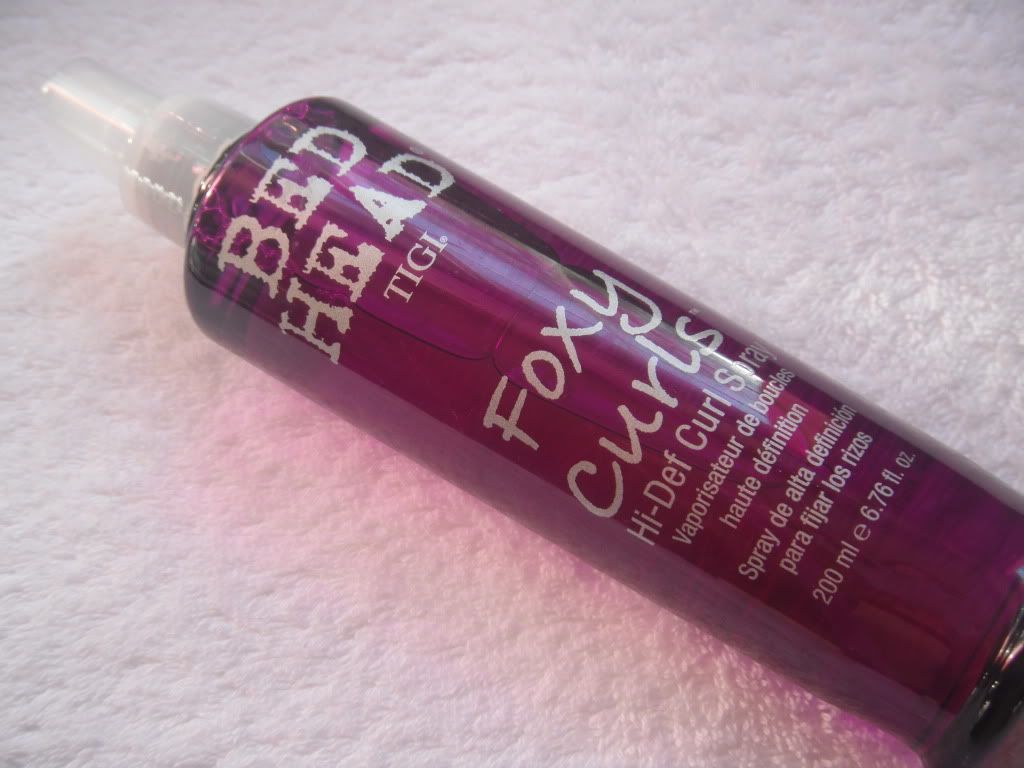 BED
HEAD
TIGI®
FOXY
CURLS™
Hi-Def Curl Spray
Vaporisateur de boucles
haute définition
Spray de alta definición
para fijar los rizos
200 ml ℮ 6.76 fl. oz.